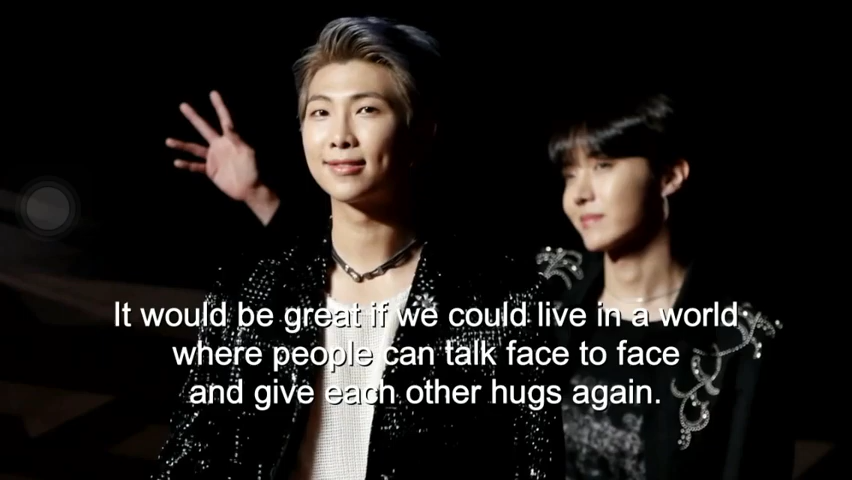 It would be great if we could live in a world
where people can talk face to face
and give each other hugs again.